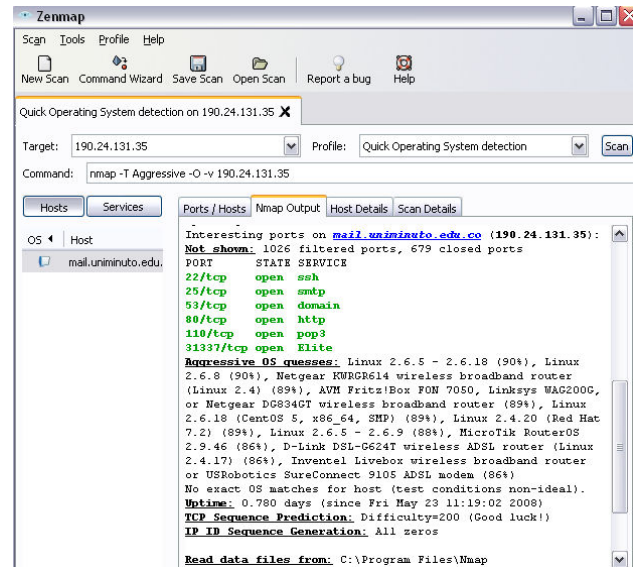 Zenmap
Scan Tools Profile Help
New Scan Command Wizard Save Scan Open Scan Report a bug Help
Quick Operating System detection on 190.24.131.35 X
Target: 190.24.131.35 Profile: Quick Operating System detection Scan
Command: nmap -T Aggressive -O -v 190.24.131.35
Hosts Services
Ports / Hosts Nmap Output Host Details Scan Details
OS Host
mail.uniminuto.edu.
Interesting ports on mail.uniminuto.edu.co (190.24.131.35):
Not shown: 1026 filtered ports, 679 closed ports
PORT STATE SERVICE
22/tcp open ssh
25/tcp open smtp
53/tcp open domain
80/tcp open http
110/tcp open pop3
31337/tcp open Elite
Aggressive OS guesses: Linux 2.6.5 - 2.6.18 (90%), Linux
2.6.8 (90%), Netgear KWRGR614 wireless broadband router
(Linux 2.4) (89%), AVM Fritz!Box FON 7050, Linksys WAG200G,
or Netgear DG834GT wireless broadband router (89%), Linux
2.6.18 (CentOS 5, x86_64, SMP) (89%), Linux 2.4.20 (Red Hat
7.2) (89%), Linux 2.6.5 - 2.6.9 (88%), MicroTik RouterOS
2.9.46 (86%), D-Link DSL-G624T wireless ADSL router (Linux
2.4.17) (86%), Inventel Livebox wireless broadband router
or USRobotics SureConnect 9105 ADSL modem (86%)
No exact OS matches for host (test conditions non-ideal).
Uptime: 0.780 days (since Fri May 23 11:19:02 2008)
TCP Sequence Prediction: Difficulty=200 (Good luck!)
IP ID Sequence Generation: All zeros
Read data files from: C:\Program Files\Nmap